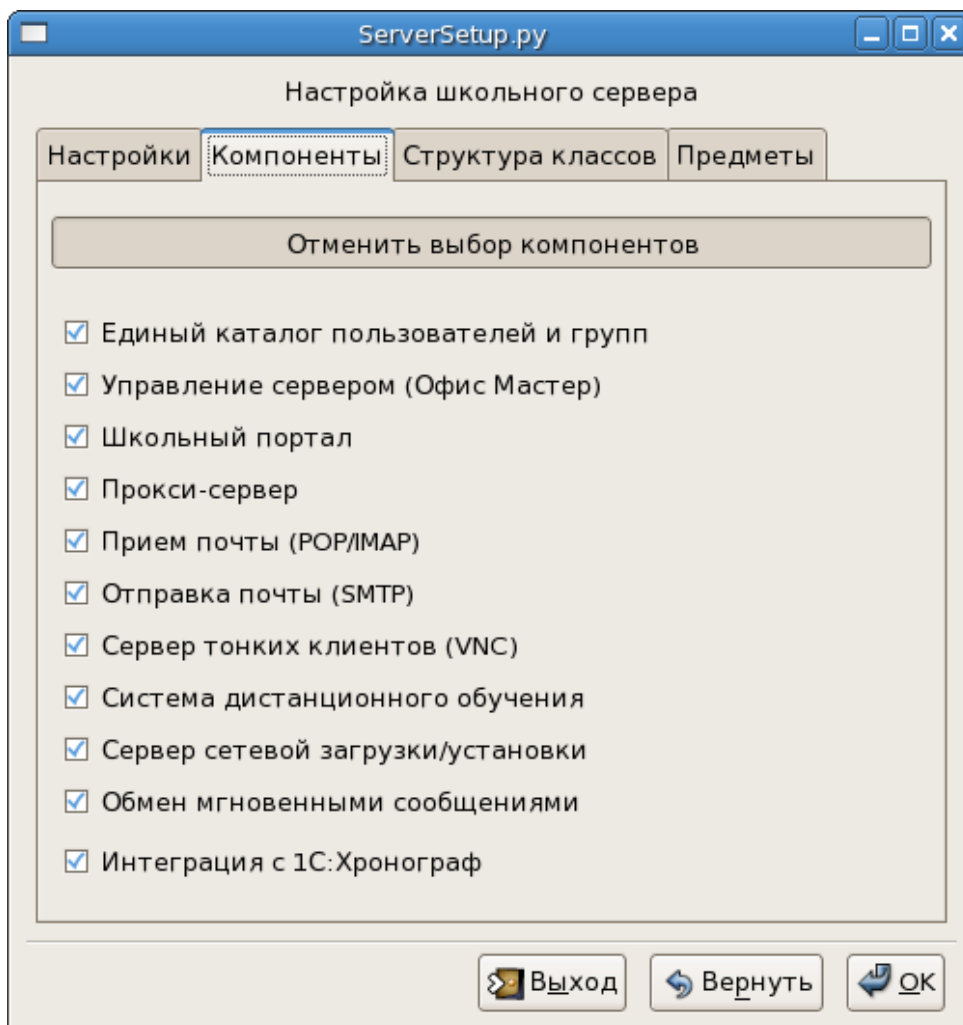 ServerSetup.py
Настройка школьного сервера
Настройки Компоненты Структура классов Предметы
Отменить выбор компонентов
Единый каталог пользователей и групп
Управление сервером (Офис Мастер)
Школьный портал
Прокси-сервер
Прием почты (POP/IMAP)
Отправка почты (SMTP)
Сервер тонких клиентов (VNC)
Система дистанционного обучения
Сервер сетевой загрузки/установки
Обмен мгновенными сообщениями
Интеграция с 1С:Хронограф
Выход Вернуть OK